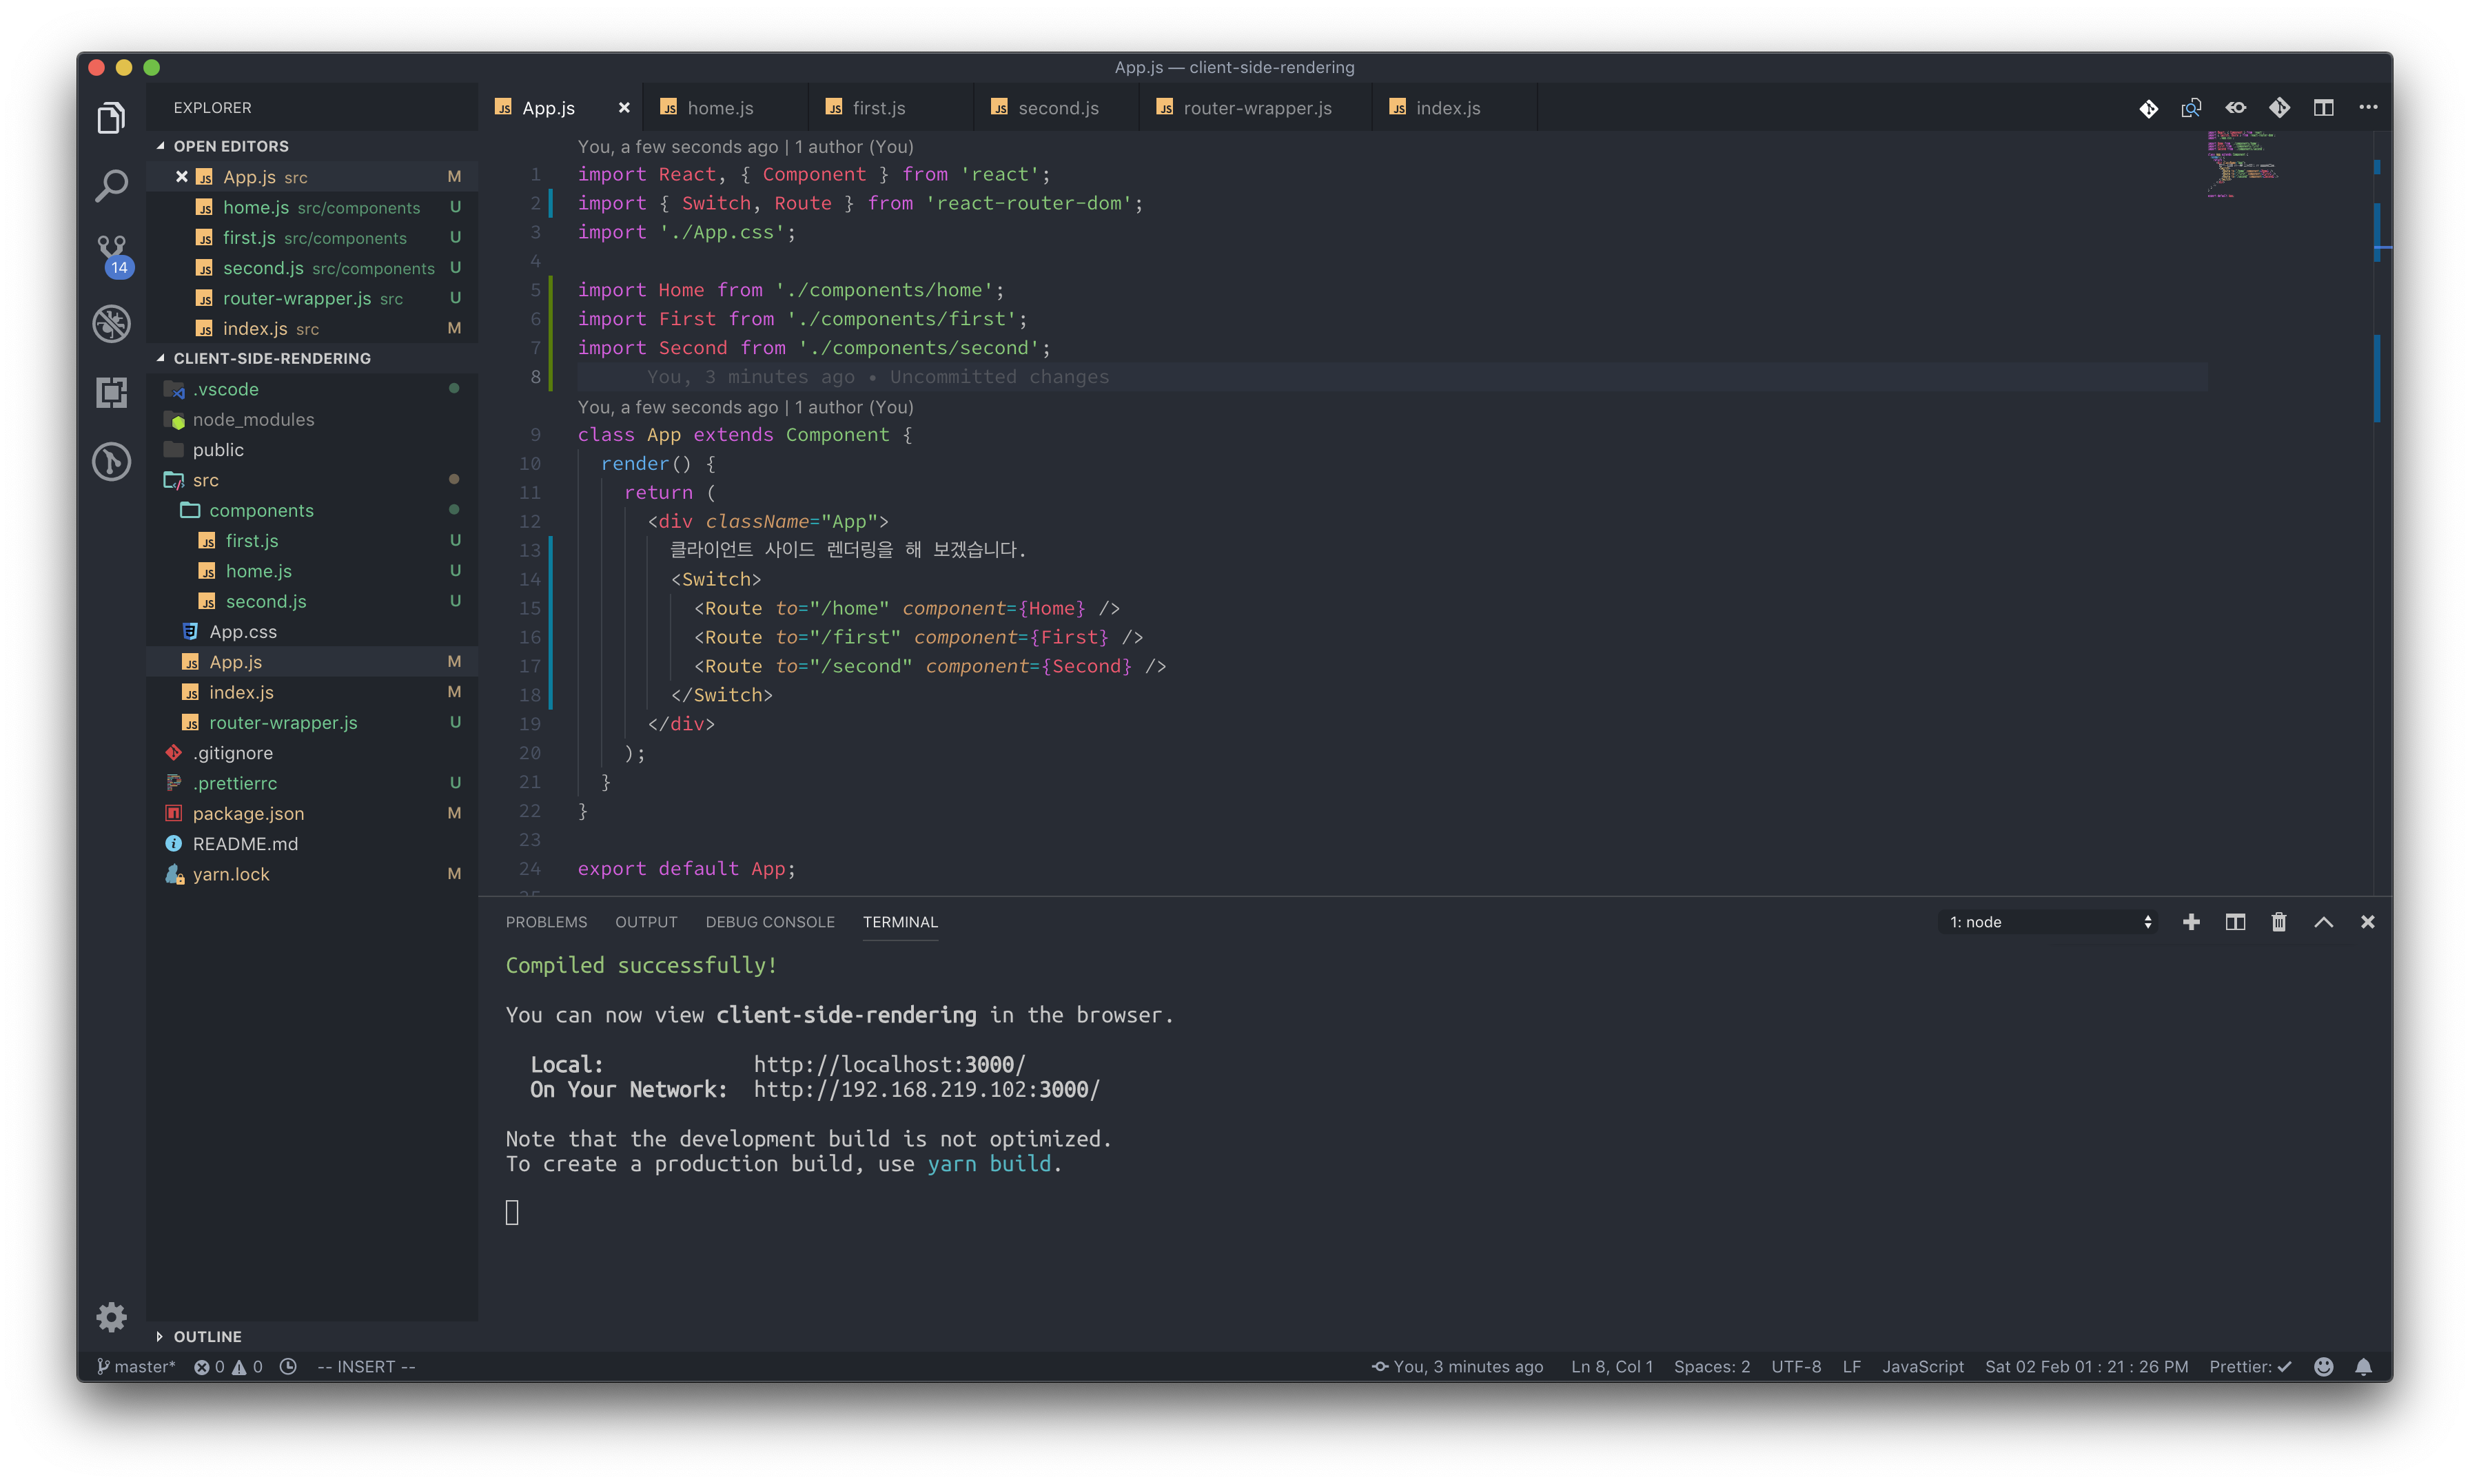 App.js — client-side-rendering
EXPLORER
App.js home.js first.js second.js router-wrapper.js index.js
OPEN EDITORS
App.js src M
home.js src/components U
first.js src/components U
second.js src/components U
router-wrapper.js src U
index.js src M
14
CLIENT-SIDE-RENDERING
.vscode
node_modules
public
src
components
first.js U
home.js U
second.js U
App.css
App.js M
index.js M
router-wrapper.js U
.gitignore
.prettierrc U
package.json M
README.md
yarn.lock M
OUTLINE
You, a few seconds ago | 1 author (You)
1 import React, { Component } from 'react';
2 import { Switch, Route } from 'react-router-dom';
3 import './App.css';
4
5 import Home from './components/home';
6 import First from './components/first';
7 import Second from './components/second';
8 You, 3 minutes ago • Uncommitted changes
You, a few seconds ago | 1 author (You)
9 class App extends Component {
10 render() {
11 return (
12 <div className="App">
13 클라이언트 사이드 렌더링을 해 보겠습니다.
14 <Switch>
15 <Route to="/home" component={Home} />
16 <Route to="/first" component={First} />
17 <Route to="/second" component={Second} />
18 </Switch>
19 </div>
20 );
21 }
22 }
23
24 export default App;
PROBLEMS OUTPUT DEBUG CONSOLE TERMINAL 1: node
Compiled successfully!
You can now view client-side-rendering in the browser.
Local: http://localhost:3000/
On Your Network: http://192.168.219.102:3000/
Note that the development build is not optimized.
To create a production build, use yarn build.
master* 0 0 -- INSERT -- You, 3 minutes ago Ln 8, Col 1 Spaces: 2 UTF-8 LF JavaScript Sat 02 Feb 01 : 21 : 26 PM Prettier: ✓